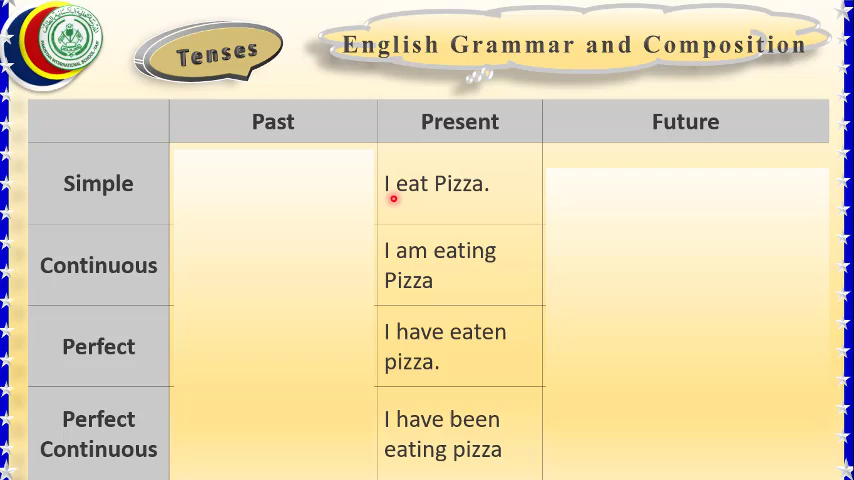 Tenses
English Grammar and Composition
Past Present Future
Simple I eat Pizza.
Continuous I am eating
Pizza
Perfect I have eaten
pizza.
Perfect
Continuous
I have been
eating pizza